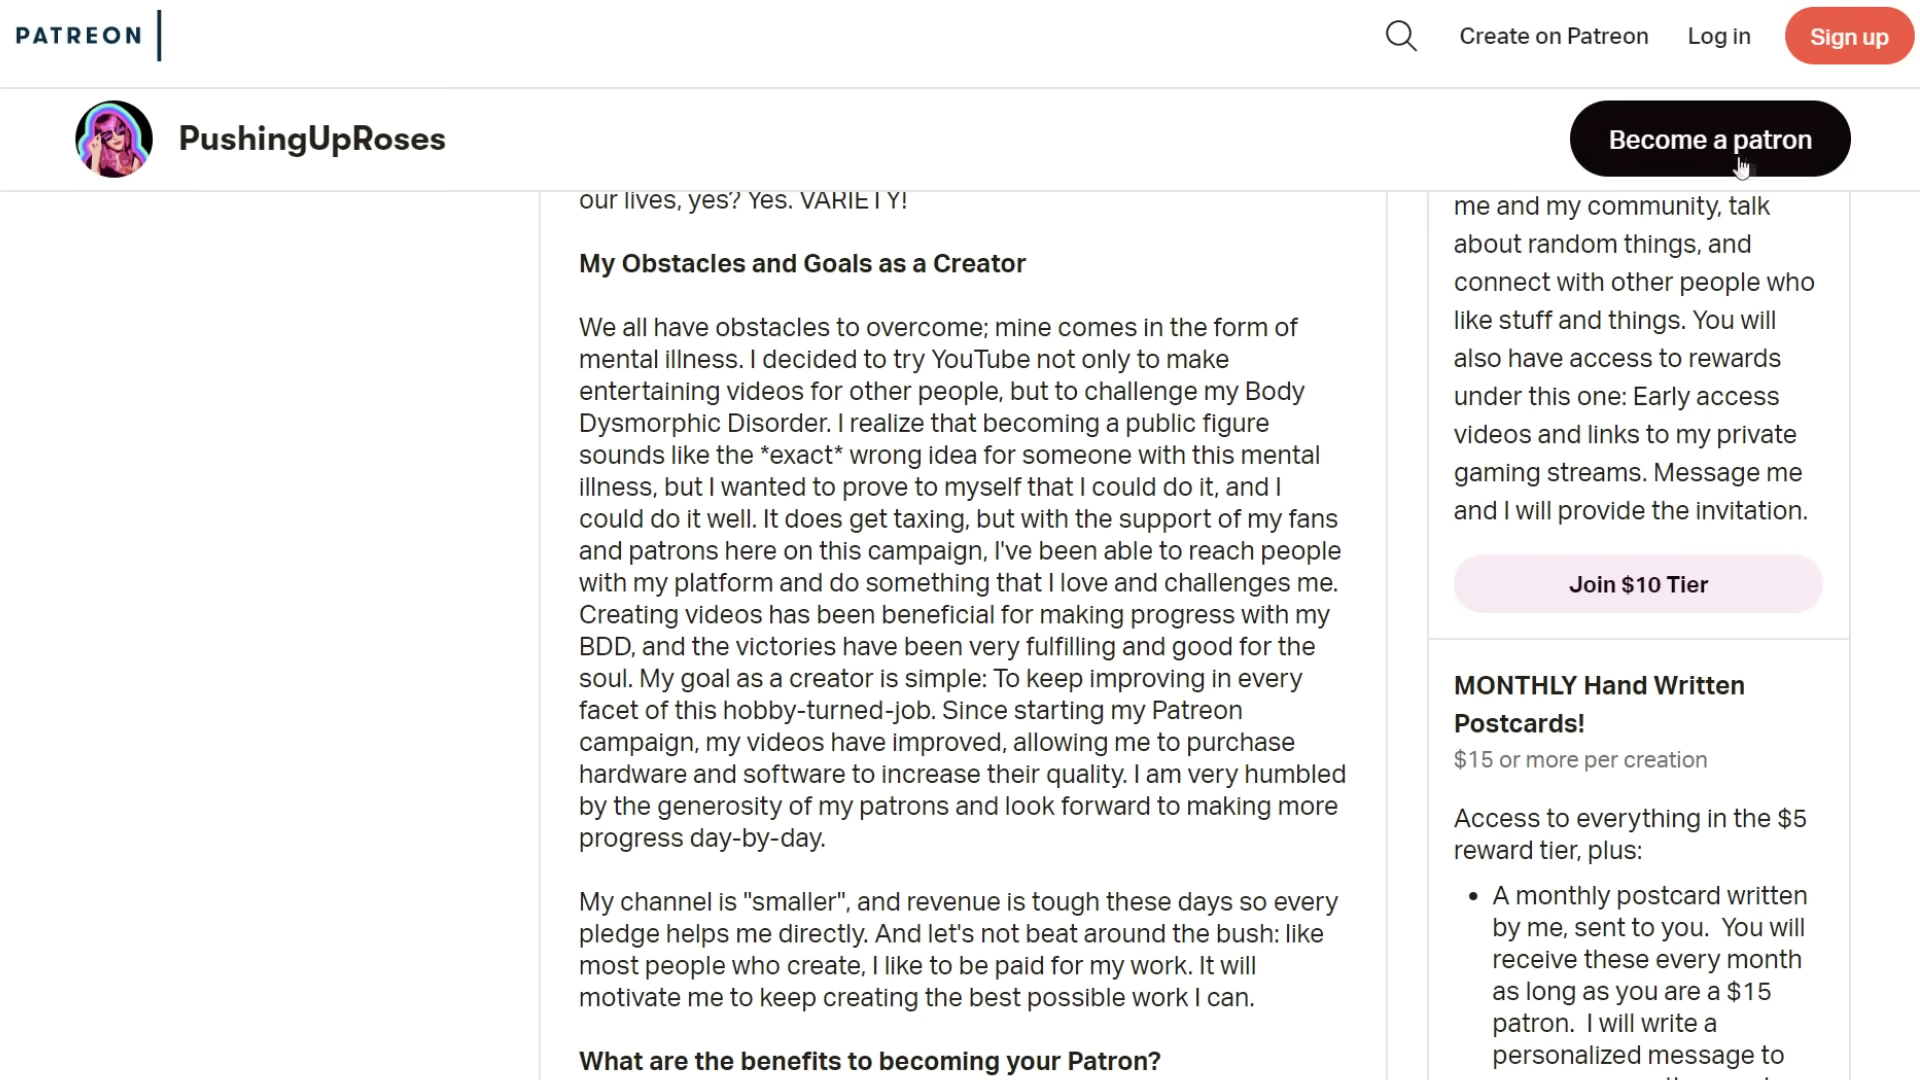 PATREON
Create on Patreon
Log in
Sign up
PushingUpRoses
Become a patron
our lives, yes? Yes. VARIETY!
My Obstacles and Goals as a Creator
We all have obstacles to overcome; mine comes in the form of
mental illness. I decided to try YouTube not only to make
entertaining videos for other people, but to challenge my Body
Dysmorphic Disorder. I realize that becoming a public figure
sounds like the *exact* wrong idea for someone with this mental
illness, but I wanted to prove to myself that I could do it, and I
could do it well. It does get taxing, but with the support of my fans
and patrons here on this campaign, I've been able to reach people
with my platform and do something that I love and challenges me.
Creating videos has been beneficial for making progress with my
BDD, and the victories have been very fulfilling and good for the
soul. My goal as a creator is simple: To keep improving in every
facet of this hobby-turned-job. Since starting my Patreon
campaign, my videos have improved, allowing me to purchase
hardware and software to increase their quality. I am very humbled
by the generosity of my patrons and look forward to making more
progress day-by-day.
My channel is "smaller", and revenue is tough these days so every
pledge helps me directly. And let's not beat around the bush: like
most people who create, I like to be paid for my work. It will
motivate me to keep creating the best possible work I can.
What are the benefits to becoming your Patron?
me and my community, talk
about random things, and
connect with other people who
like stuff and things. You will
also have access to rewards
under this one: Early access
videos and links to my private
gaming streams. Message me
and I will provide the invitation.
Join $10 Tier
MONTHLY Hand Written
Postcards!
$15 or more per creation
Access to everything in the $5
reward tier, plus:
• A monthly postcard written
by me, sent to you. You will
receive these every month
as long as you are a $15
patron. I will write a
personalized message to